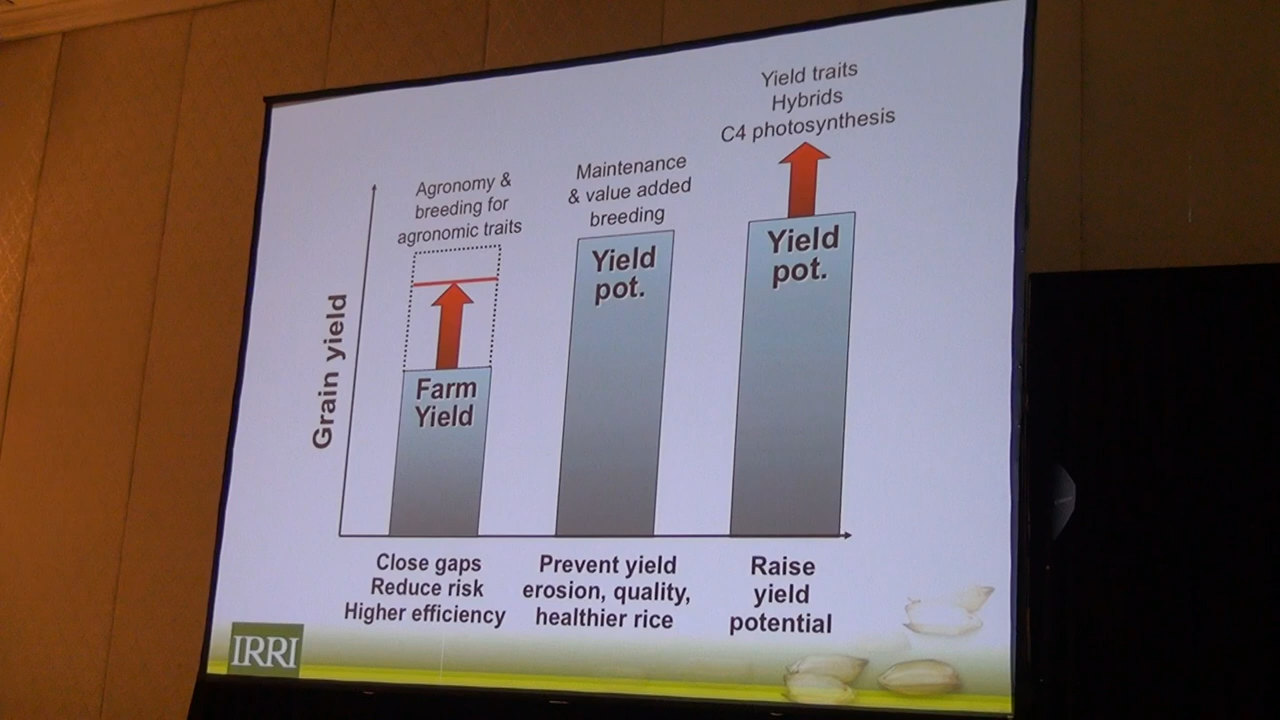 Yield traits
Hybrids
C4 photosynthesis
Maintenance
& value added
breeding
Agronomy &
breeding for
agronomic traits
Grain yield
Farm
Yield
Yield
pot.
Yield
pot.
Close gaps
Reduce risk
Higher efficiency
Prevent yield
erosion, quality,
healthier rice
Raise
yield
potential
IRRI